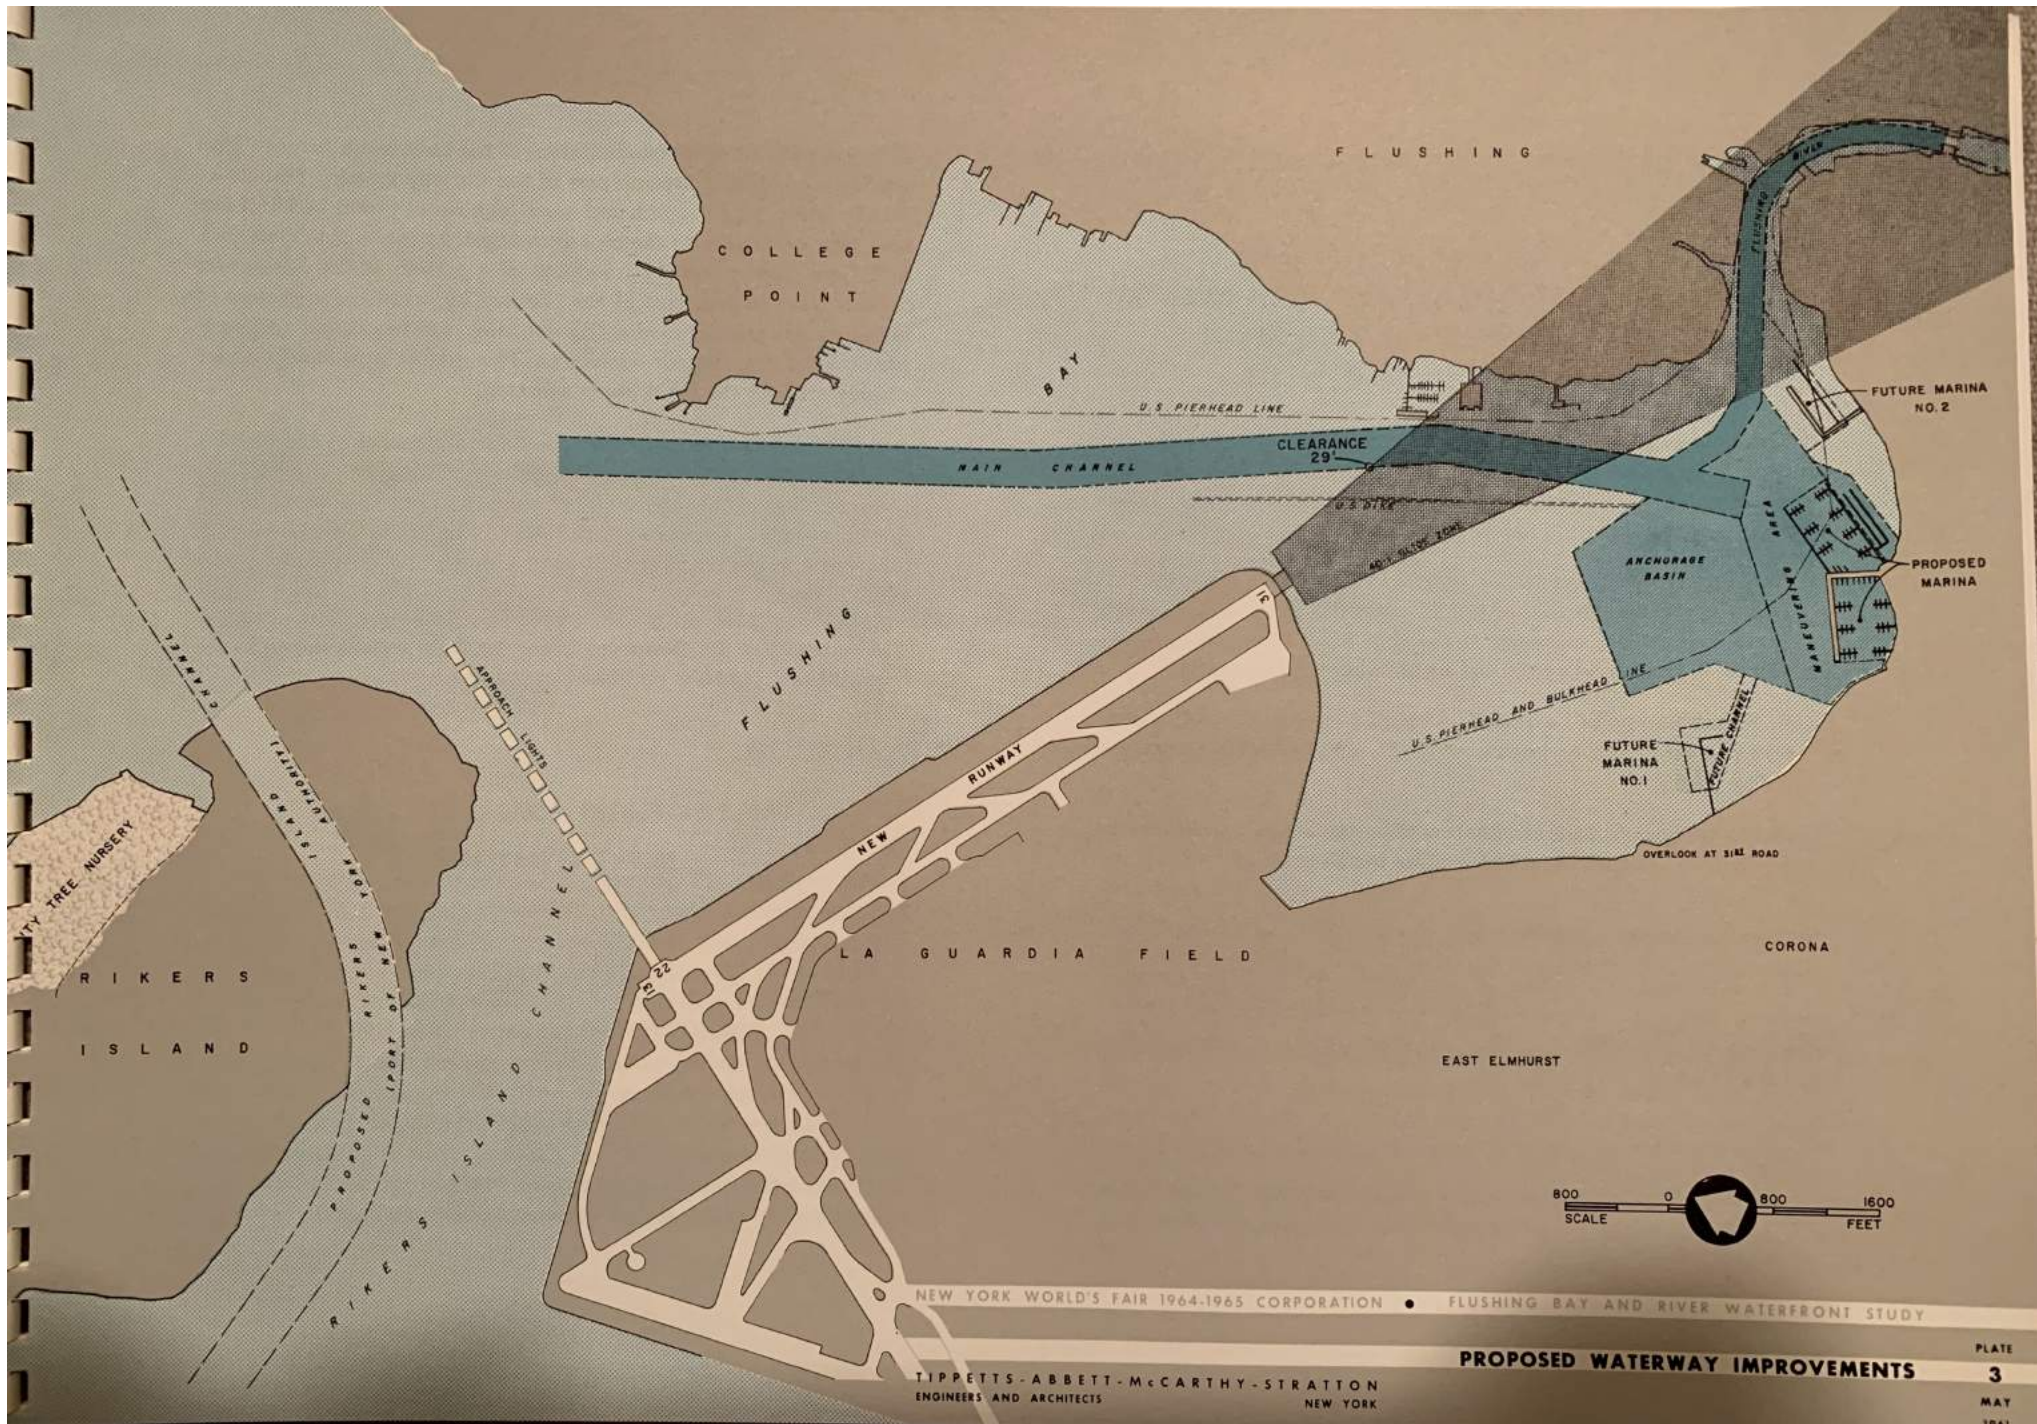 FLUSHING
COLLEGE
POINT
BAY
FLUSHING
RIVER
FLUSHING
U.S. PIERHEAD LINE
CLEARANCE
29'
MAIN CHANNEL
U.S. DIKE
40:1 GLIDE ZONE
FUTURE MARINA
NO. 2
ANCHORAGE
BASIN
MANEUVERING AREA
PROPOSED
MARINA
U.S. PIERHEAD AND BULKHEAD LINE
FUTURE CHANNEL
FUTURE
MARINA
NO. 1
OVERLOOK AT 31st ROAD
31
NEW RUNWAY
APPROACH LIGHTS
22
13
LA GUARDIA FIELD
CORONA
EAST ELMHURST
PROPOSED RIKERS ISLAND CHANNEL
(PORT OF NEW YORK AUTHORITY)
TREE NURSERY
RIKERS
ISLAND
RIKERS ISLAND CHANNEL
800 0 800 1600
SCALE FEET
NEW YORK WORLD'S FAIR 1964-1965 CORPORATION • FLUSHING BAY AND RIVER WATERFRONT STUDY
PROPOSED WATERWAY IMPROVEMENTS
PLATE
3
MAY
TIPPETTS-ABBETT-McCARTHY-STRATTON
ENGINEERS AND ARCHITECTS NEW YORK